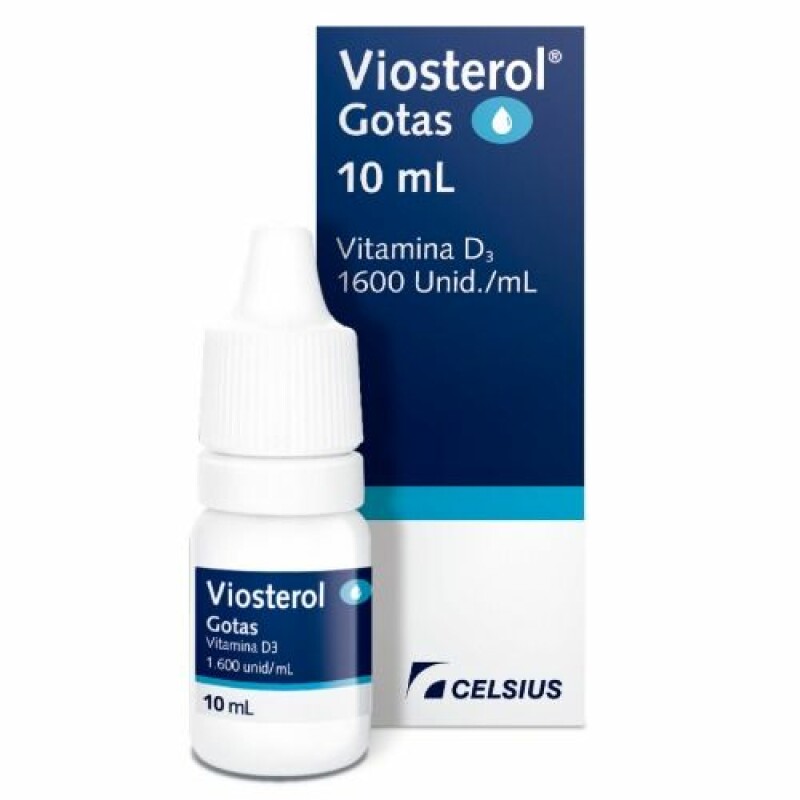 Viosterol®
Gotas
10 mL
Vitamina D₃
1600 Unid./mL
CELSIUS
Viosterol
Gotas
Vitamina D3
1.600 unid/mL
10 mL